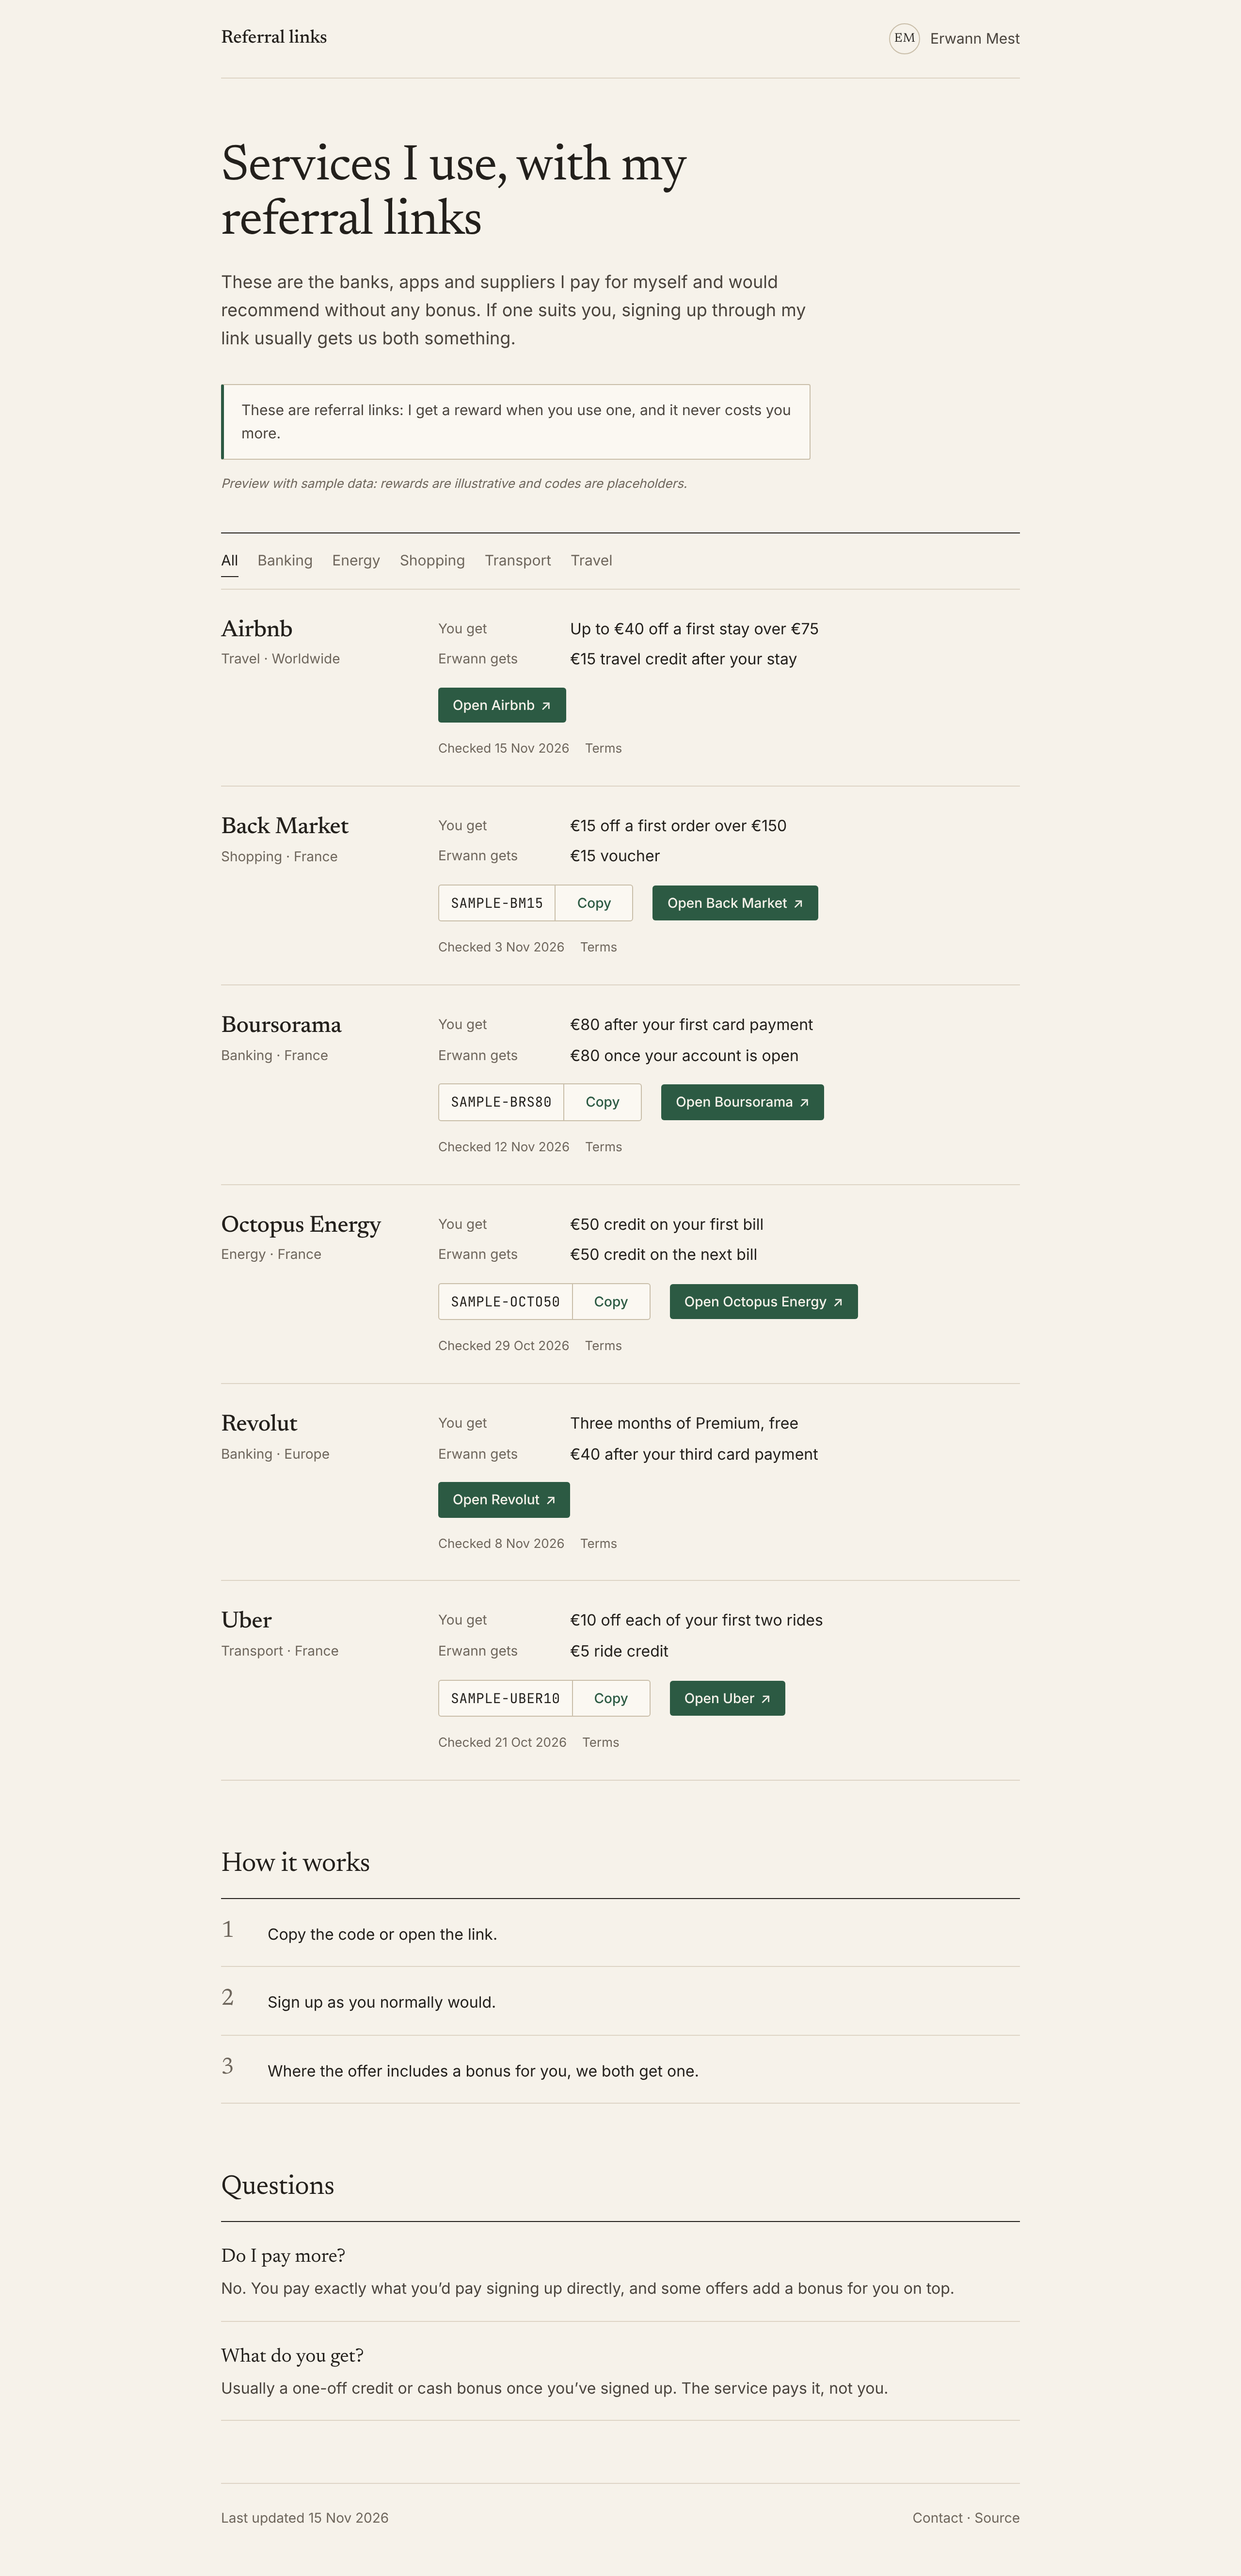 Referral links
EM Erwann Mest
Services I use, with my
referral links
These are the banks, apps and suppliers I pay for myself and would
recommend without any bonus. If one suits you, signing up through my
link usually gets us both something.
These are referral links: I get a reward when you use one, and it never costs you
more.
Preview with sample data: rewards are illustrative and codes are placeholders.
All Banking Energy Shopping Transport Travel
Airbnb
Travel · Worldwide
You get Up to €40 off a first stay over €75
Erwann gets €15 travel credit after your stay
Open Airbnb ↗
Checked 15 Nov 2026 Terms
Back Market
Shopping · France
You get €15 off a first order over €150
Erwann gets €15 voucher
SAMPLE-BM15 Copy Open Back Market ↗
Checked 3 Nov 2026 Terms
Boursorama
Banking · France
You get €80 after your first card payment
Erwann gets €80 once your account is open
SAMPLE-BRS80 Copy Open Boursorama ↗
Checked 12 Nov 2026 Terms
Octopus Energy
Energy · France
You get €50 credit on your first bill
Erwann gets €50 credit on the next bill
SAMPLE-OCTO50 Copy Open Octopus Energy ↗
Checked 29 Oct 2026 Terms
Revolut
Banking · Europe
You get Three months of Premium, free
Erwann gets €40 after your third card payment
Open Revolut ↗
Checked 8 Nov 2026 Terms
Uber
Transport · France
You get €10 off each of your first two rides
Erwann gets €5 ride credit
SAMPLE-UBER10 Copy Open Uber ↗
Checked 21 Oct 2026 Terms
How it works
1 Copy the code or open the link.
2 Sign up as you normally would.
3 Where the offer includes a bonus for you, we both get one.
Questions
Do I pay more?
No. You pay exactly what you’d pay signing up directly, and some offers add a bonus for you on top.
What do you get?
Usually a one-off credit or cash bonus once you’ve signed up. The service pays it, not you.
Last updated 15 Nov 2026
Contact · Source